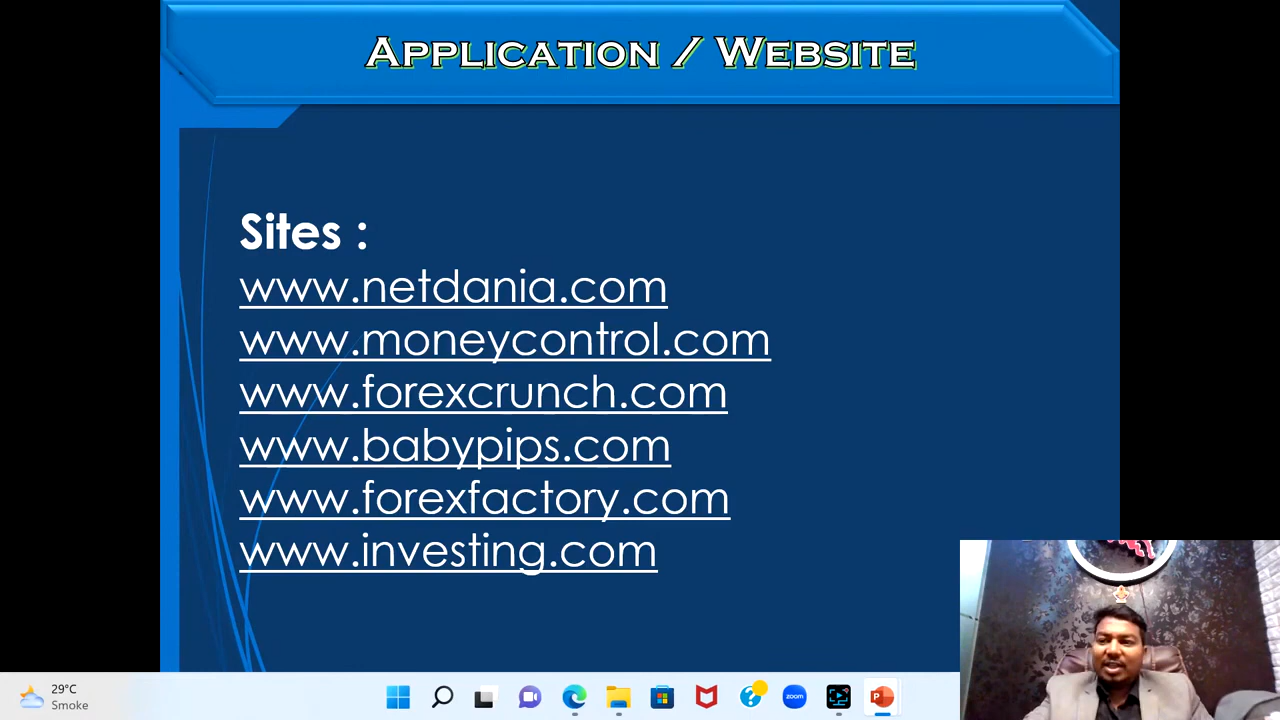 APPLICATION / WEBSITE
Sites :
www.netdania.com
www.moneycontrol.com
www.forexcrunch.com
www.babypips.com
www.forexfactory.com
www.investing.com
29°C
Smoke
zoom